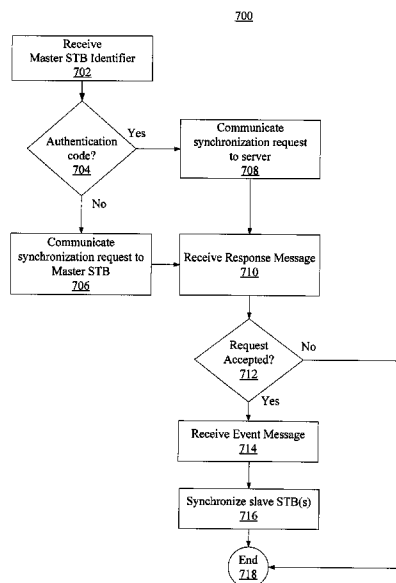 700
Receive
Master STB Identifier
702
Authentication
code?
704
Yes
No
Communicate
synchronization request
to server
708
Communicate
synchronization request to
Master STB
706
Receive Response Message
710
Request
Accepted?
712
No
Yes
Receive Event Message
714
Synchronize slave STB(s)
716
End
718